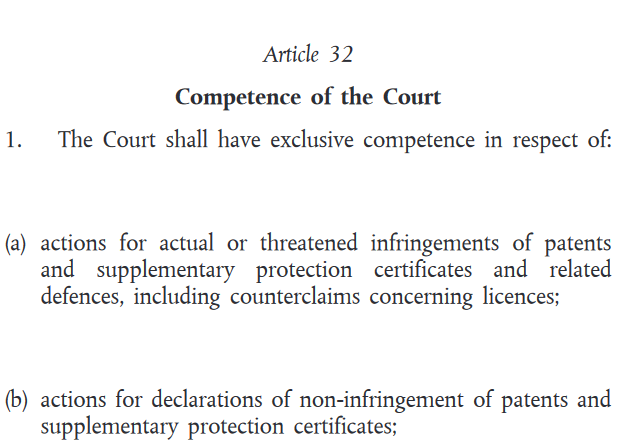 Article 32
Competence of the Court
1. The Court shall have exclusive competence in respect of:
(a) actions for actual or threatened infringements of patents
and supplementary protection certificates and related
defences, including counterclaims concerning licences;
(b) actions for declarations of non-infringement of patents and
supplementary protection certificates;